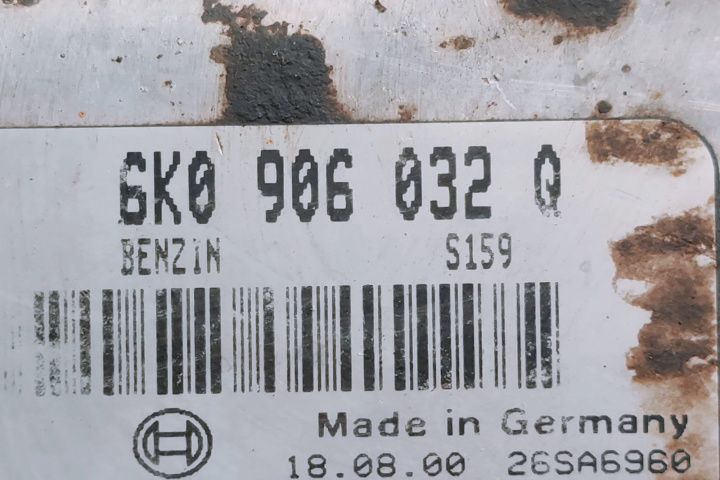 6K0 906 032 Q
BENZIN S159
Made in Germany
18.08.00 26SA6960